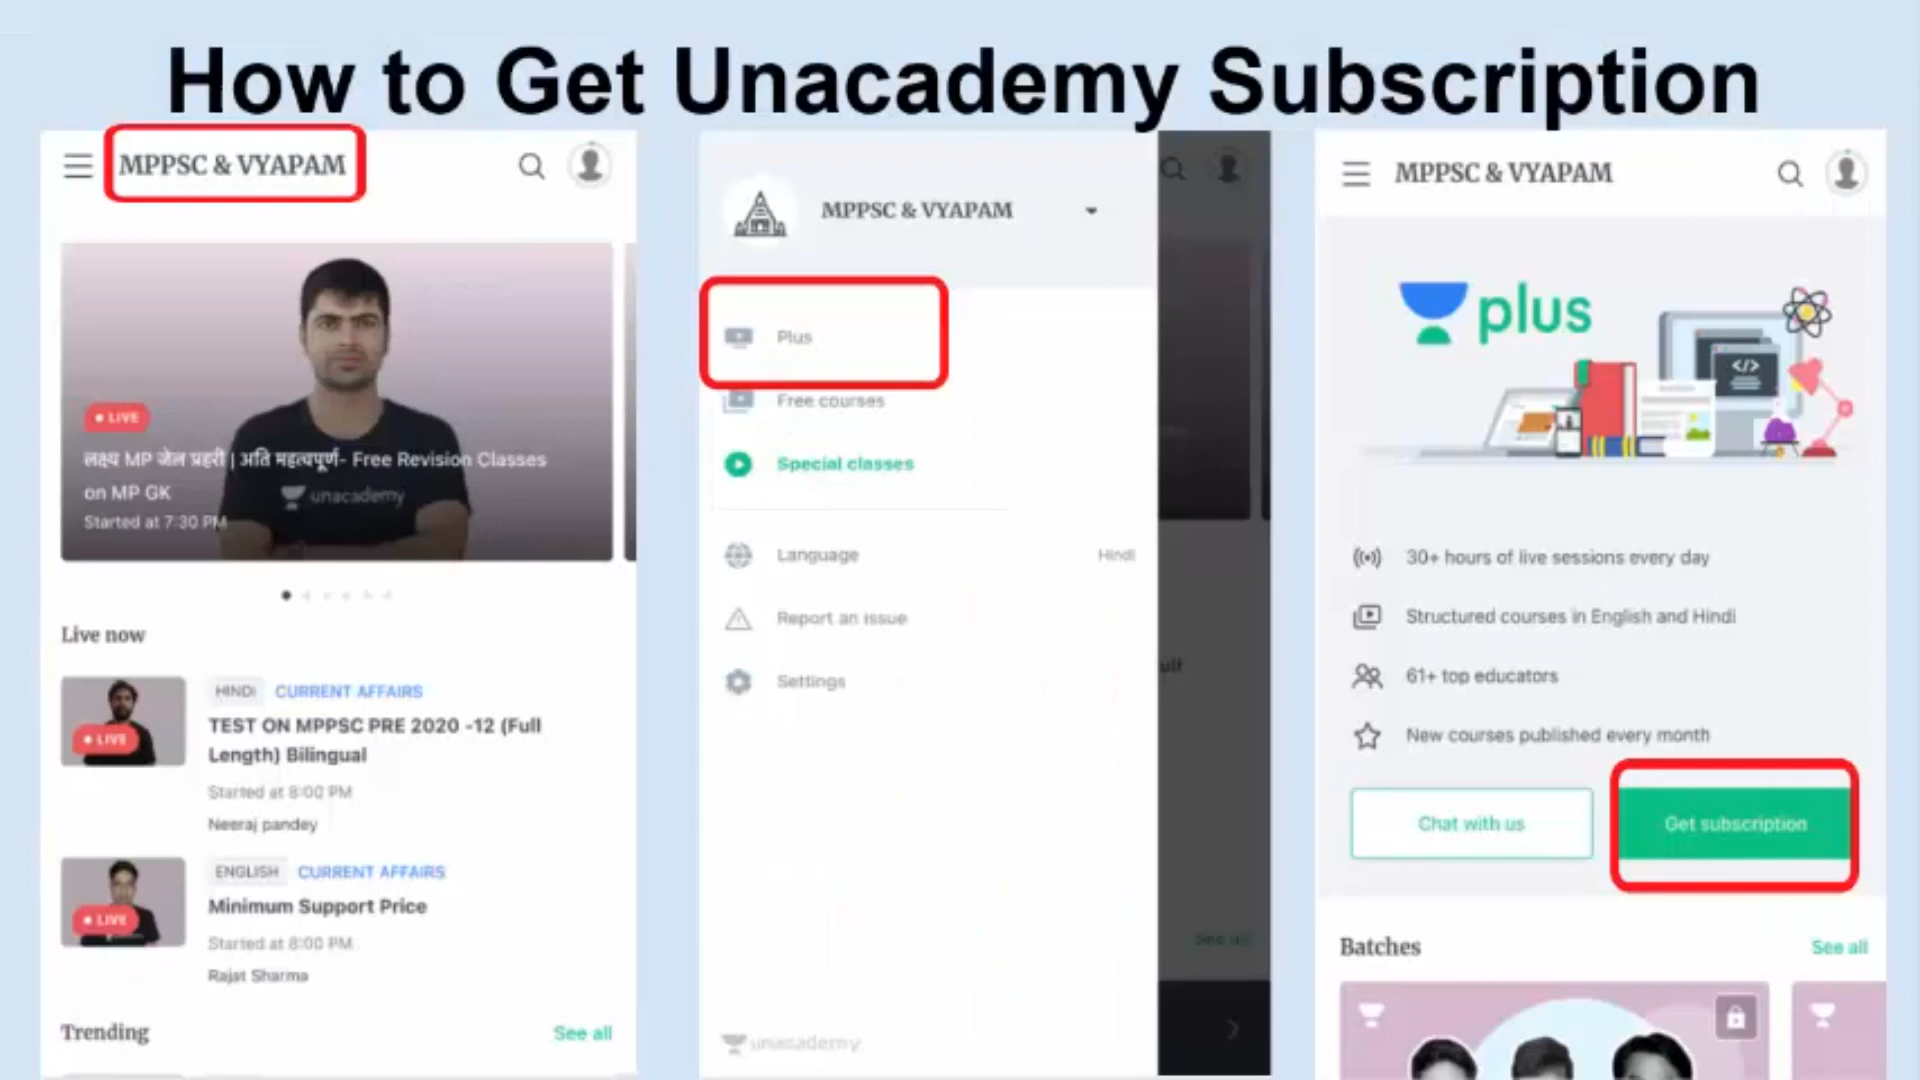 How to Get Unacademy Subscription
MPPSC & VYAPAM
LIVE
लक्ष्य MP जेल प्रहरी | अति महत्वपूर्ण- Free Revision Classes
on MP GK
unacademy
Started at 7:30 PM
Live now
HINDI CURRENT AFFAIRS
TEST ON MPPSC PRE 2020 -12 (Full
Length) Bilingual
LIVE
Started at 8:00 PM
Neeraj pandey
ENGLISH CURRENT AFFAIRS
Minimum Support Price
LIVE
Started at 8:00 PM
Rajat Sharma
Trending See all
MPPSC & VYAPAM
Plus
Free courses
Special classes
Language Hindi
Report an issue
Settings
See all
unacademy
MPPSC & VYAPAM
plus
</>
30+ hours of live sessions every day
Structured courses in English and Hindi
61+ top educators
New courses published every month
Chat with us Get subscription
Batches See all